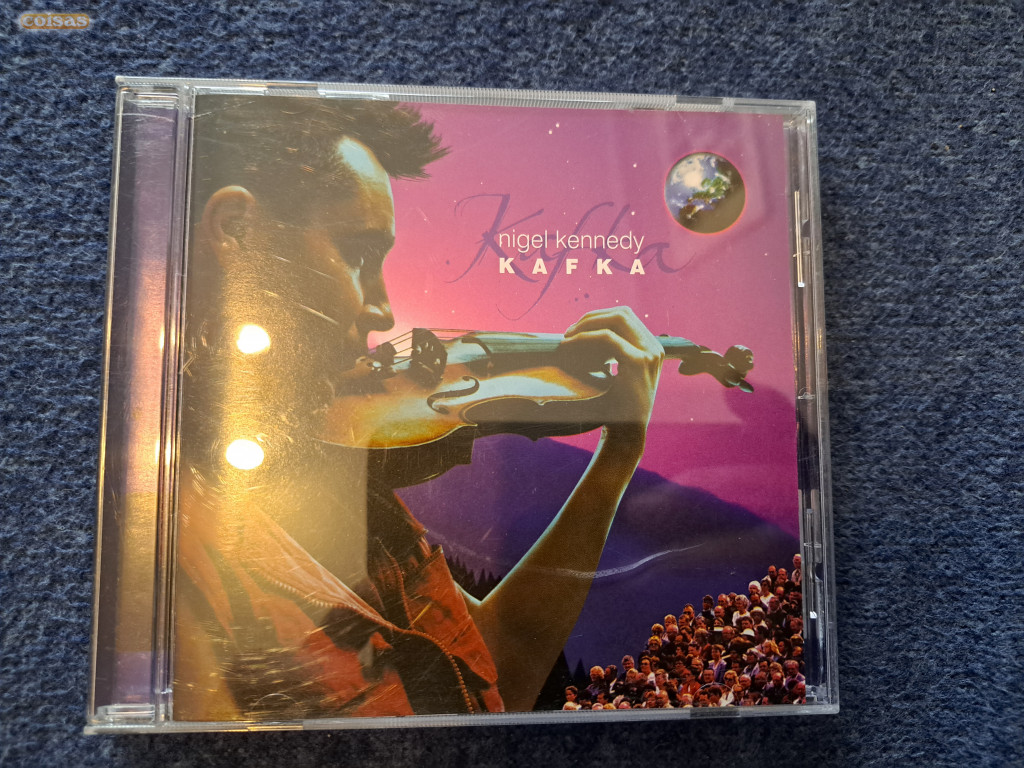 coisas
Kafka
nigel kennedy
KAFKA